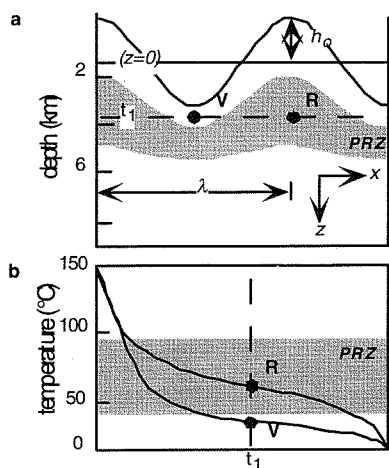 a
(z=0)
h₀
2
V
R
t₁
PRZ
depth (km)
6
λ
x
z
b
150
PRZ
100
R
temperature (°C)
50
V
0
t₁